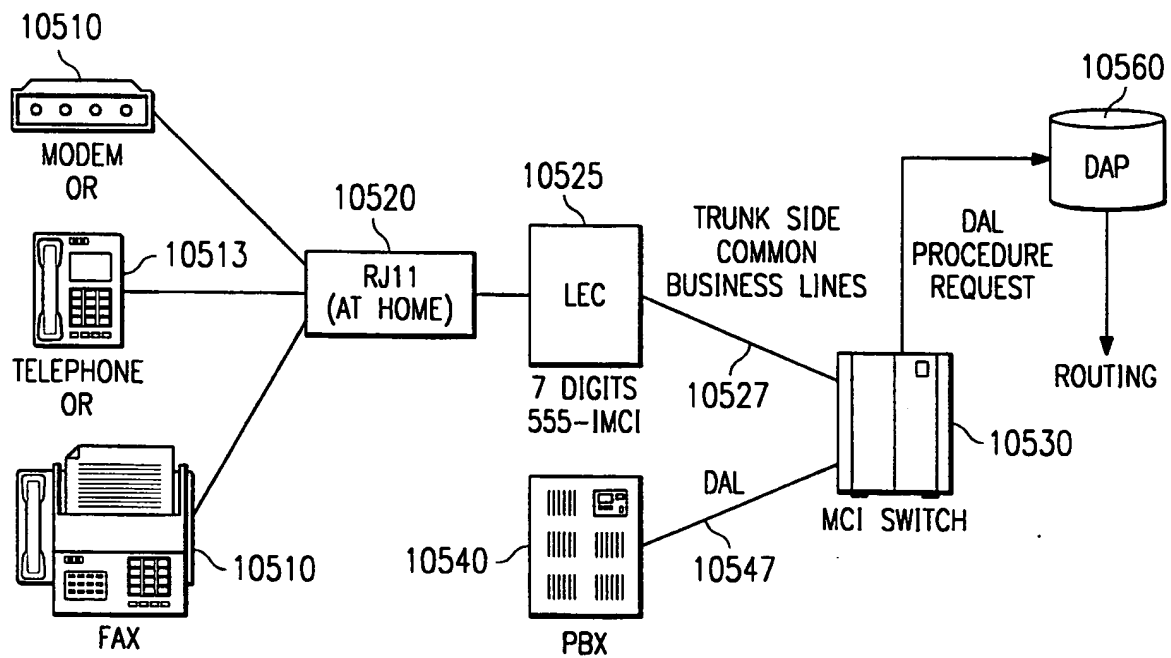 10510
MODEM
OR
10513
TELEPHONE
OR
10510
FAX
10520
RJ11
(AT HOME)
10525
LEC
7 DIGITS
555-IMCI
TRUNK SIDE
COMMON
BUSINESS LINES
10527
10540
PBX
DAL
10547
10530
MCI SWITCH
DAL
PROCEDURE
REQUEST
10560
DAP
ROUTING